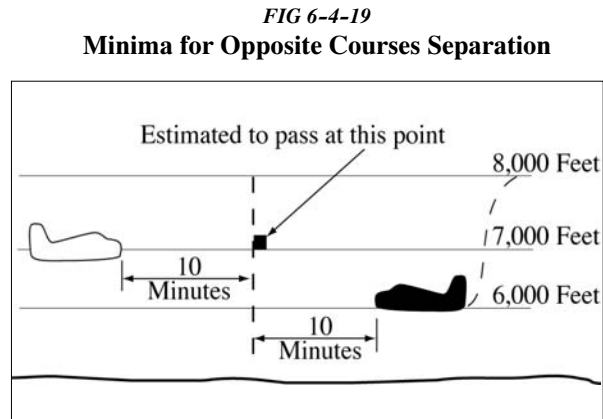 FIG 6-4-19
Minima for Opposite Courses Separation
Estimated to pass at this point
8,000 Feet
7,000 Feet
10
Minutes
6,000 Feet
10
Minutes